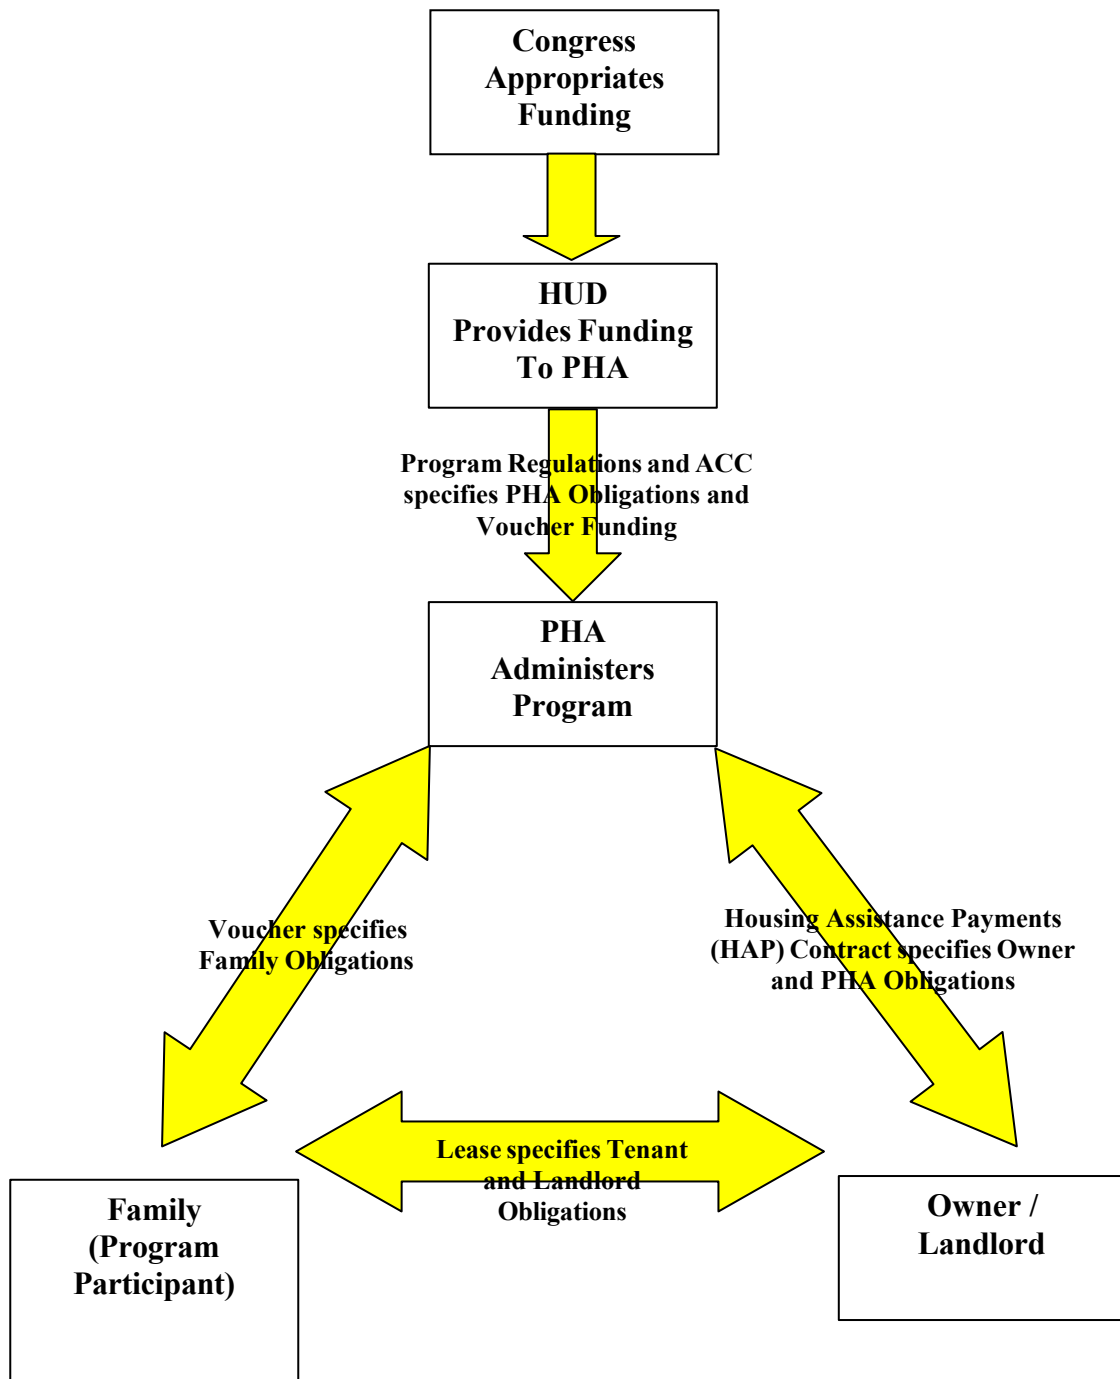 Congress
Appropriates
Funding
HUD
Provides Funding
To PHA
Program Regulations and ACC
specifies PHA Obligations and
Voucher Funding
PHA
Administers
Program
Voucher specifies
Family Obligations
Housing Assistance Payments
(HAP) Contract specifies Owner
and PHA Obligations
Lease specifies Tenant
and Landlord
Obligations
Family
(Program
Participant)
Owner /
Landlord